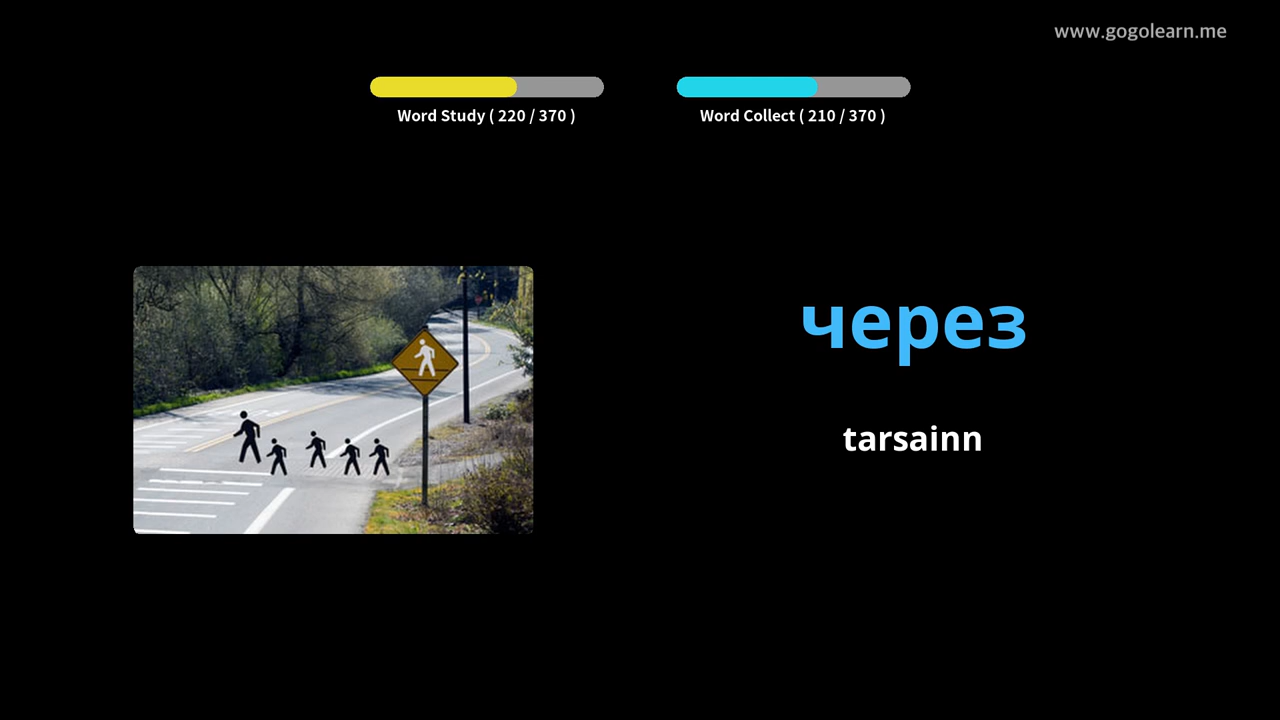 www.gogolearn.me
Word Study ( 220 / 370 )
Word Collect ( 210 / 370 )
через
tarsainn